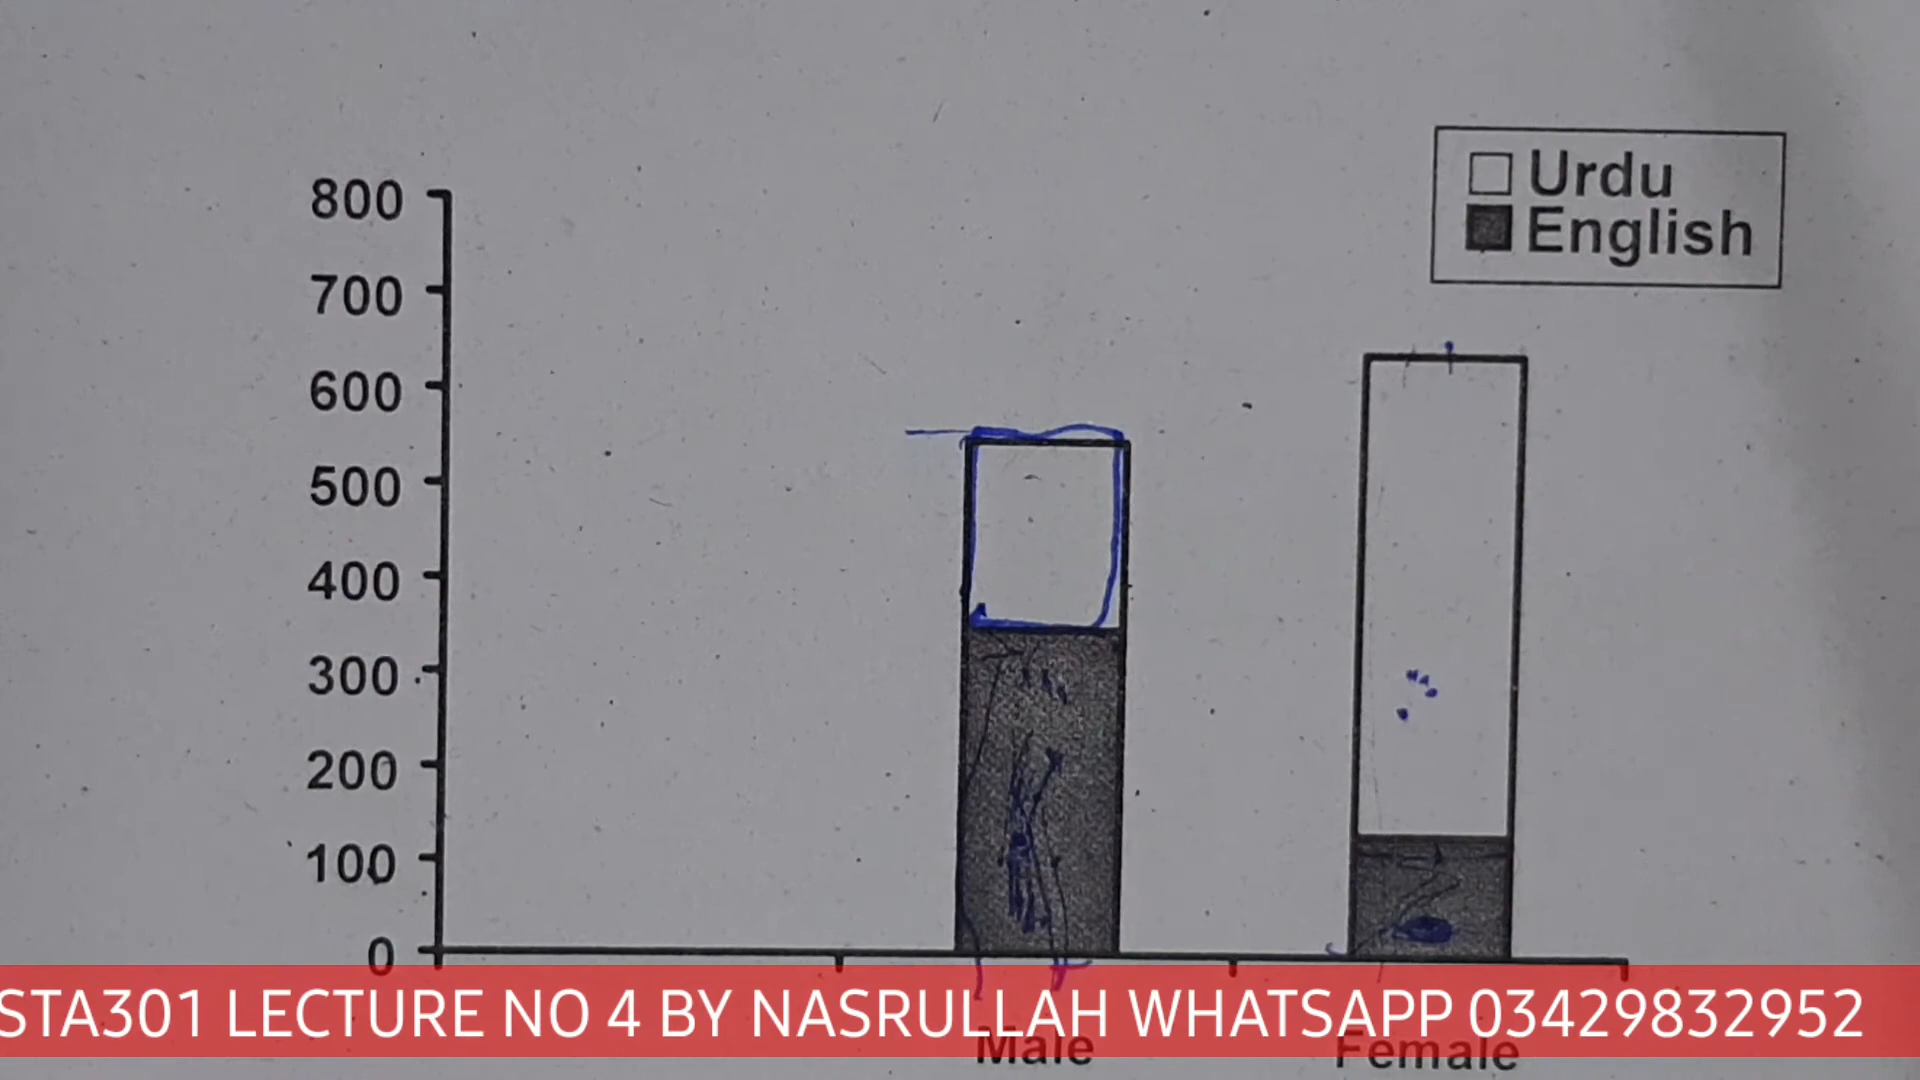 Urdu
English
800
700
600
500
400
300
200
100
0
STA301 LECTURE NO 4 BY NASRULLAH WHATSAPP 03429832952
Male
Female